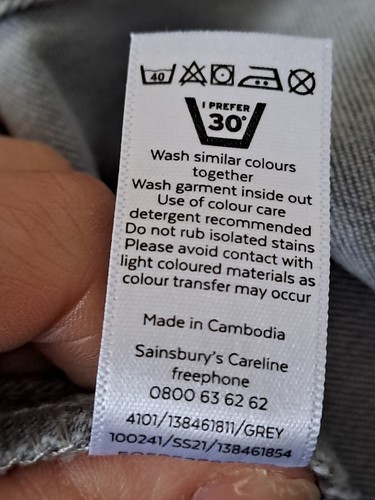 40
I PREFER
30°
Wash similar colours
together
Wash garment inside out
Use of colour care
detergent recommended
Do not rub isolated stains
Please avoid contact with
light coloured materials as
colour transfer may occur
Made in Cambodia
Sainsbury's Careline
freephone
0800 63 62 62
4101/138461811/GREY
100241/SS21/138461854